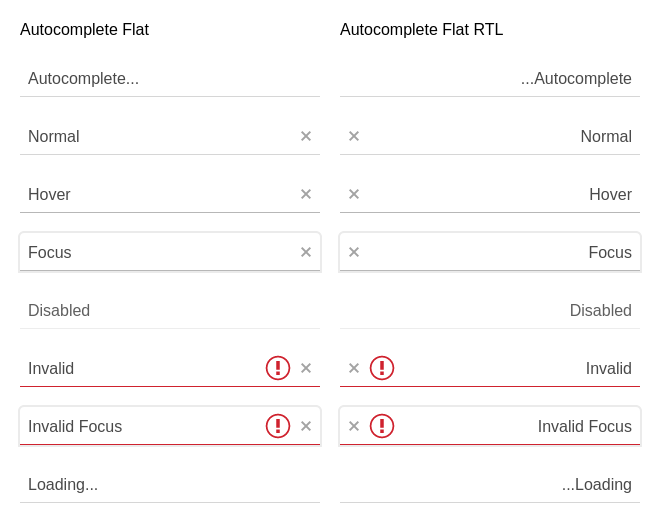 Autocomplete Flat
Autocomplete...
Normal
Hover
Focus
Disabled
Invalid
Invalid Focus
Loading...
Autocomplete Flat RTL
...Autocomplete
Normal
Hover
Focus
Disabled
Invalid
Invalid Focus
...Loading